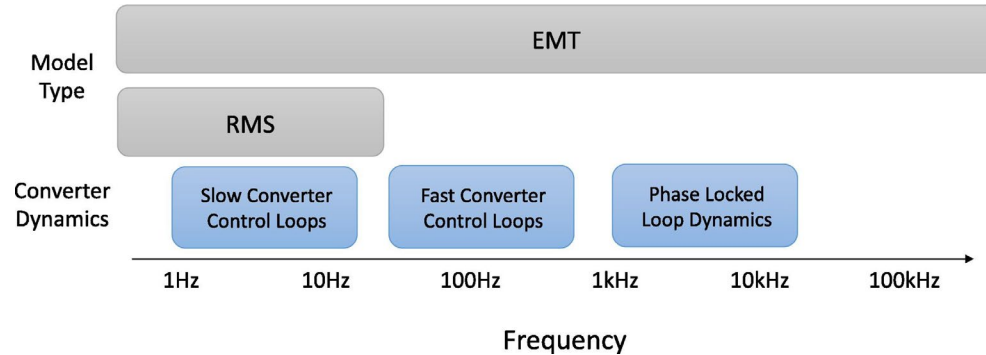 EMT
Model
Type
RMS
Converter
Dynamics
Slow Converter
Control Loops
Fast Converter
Control Loops
Phase Locked
Loop Dynamics
1Hz
10Hz
100Hz
1kHz
10kHz
100kHz
Frequency